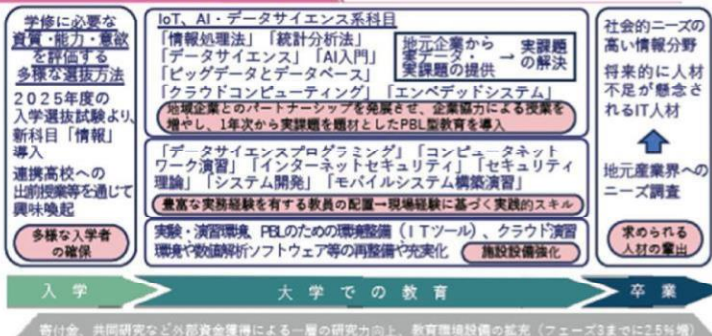 学修に必要な
資質・能力・意欲
を評価する
多様な選抜方法
2025年度の
入学選抜試験より、
新科目「情報」
導入
連携高校への
出前授業等を通じて
興味喚起
多様な入学者
の確保
IoT、AI・データサイエンス系科目
「情報処理法」「統計分析法」
「データサイエンス」「AI入門」
「ビッグデータとデータベース」
「クラウドコンピューティング」「エンベデッドシステム」
地元企業から
実データ・
実課題の提供
→
実課題
の解決
地域企業とのパートナーシップを発展させ、企業協力による授業を
増やし、1年次から実課題を題材としたPBL型教育を導入
「データサイエンスプログラミング」「コンピュータネット
ワーク演習」「インターネットセキュリティ」「セキュリティ
理論」「システム開発」「モバイルシステム構築演習」
豊富な実務経験を有する教員の配置→現場経験に基づく実践的スキル
実験・演習環境、PBLのための環境整備（ITツール）、クラウド演習
環境や数値解析ソフトウェア等の再整備や充実化
施設設備強化
社会的ニーズの
高い情報分野
将来的に人材
不足が懸念さ
れるIT人材
地元産業界への
ニーズ調査
求められる
人材の輩出
入学
大学での教育
卒業
寄付金、共同研究など外部資金獲得による一層の研究力向上、教育環境設備の拡充（フェーズ3までに2.5％増）